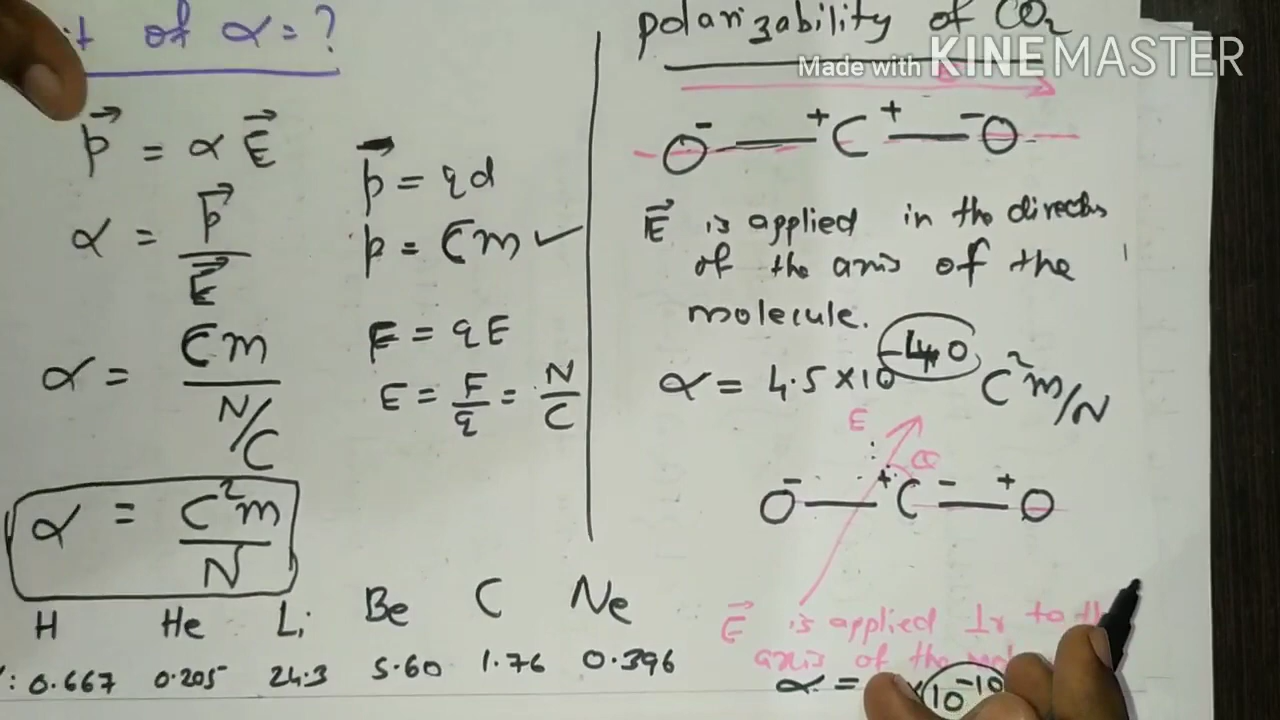 of α = ?
p⃗ = α E⃗
α = p⃗ / E⃗
α = Cm / N/C
α = C²m / N
p⃗ = qd
p = Cm ✓
F = qE
E = F/q = N/C
H He Li Be C Ne
: 0.667 0.205 24.3 5.60 1.76 0.396
polarizability of CO₂
Made with KINEMASTER
O⁻ — ⁺C⁺ — ⁻O
E⃗ is applied in the
of the axis of the
molecule.
α = 4.5×10⁻⁴⁰ C²m/N
E
O⁻ — ⁺C⁻ — ⁺O
E⃗ is applied ⊥r to
axis of the
α = ×10⁻¹⁰